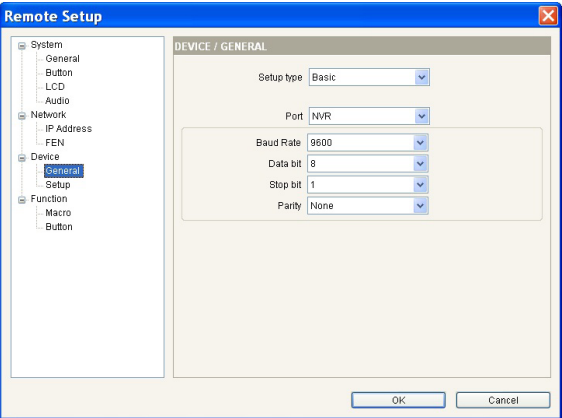 Remote Setup
System
General
Button
LCD
Audio
Network
IP Address
FEN
Device
General
Setup
Function
Macro
Button
DEVICE / GENERAL
Setup type Basic
Port NVR
Baud Rate 9600
Data bit 8
Stop bit 1
Parity None
OK Cancel